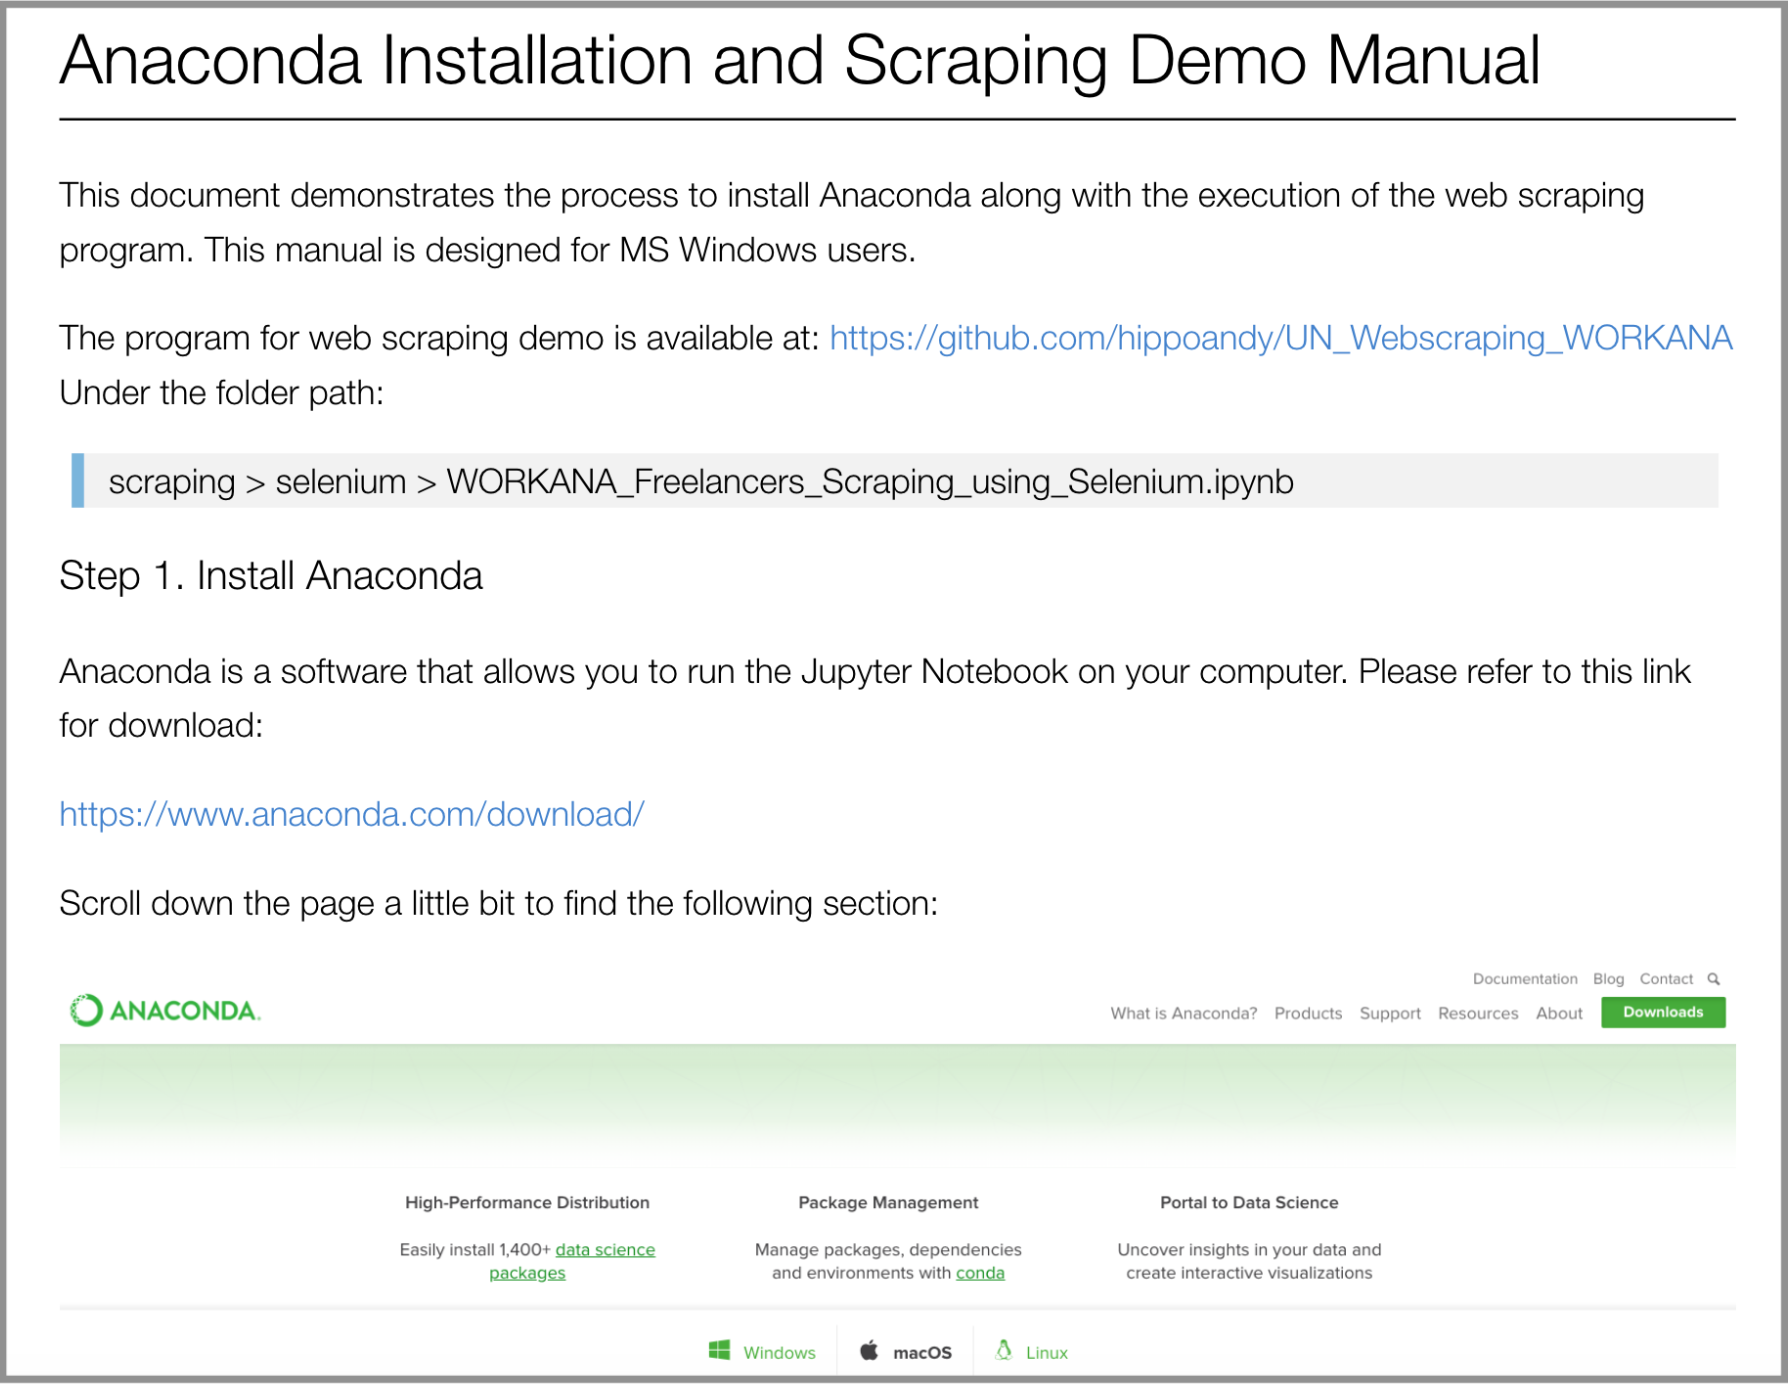 Anaconda Installation and Scraping Demo Manual
This document demonstrates the process to install Anaconda along with the execution of the web scraping
program. This manual is designed for MS Windows users.
The program for web scraping demo is available at: https://github.com/hippoandy/UN_Webscraping_WORKANA
Under the folder path:
scraping > selenium > WORKANA_Freelancers_Scraping_using_Selenium.ipynb
Step 1. Install Anaconda
Anaconda is a software that allows you to run the Jupyter Notebook on your computer. Please refer to this link
for download:
https://www.anaconda.com/download/
Scroll down the page a little bit to find the following section:
Documentation Blog Contact
ANACONDA.
What is Anaconda? Products Support Resources About Downloads
High-Performance Distribution Package Management Portal to Data Science
Easily install 1,400+ data science Manage packages, dependencies Uncover insights in your data and
packages and environments with conda create interactive visualizations
Windows macOS Linux